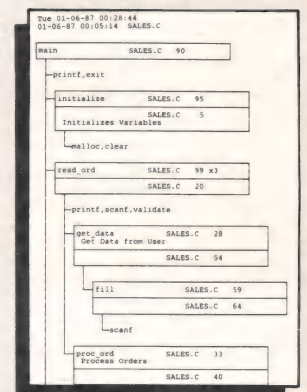 Tue 01-06-87 00:28:44
01-06-87 00:05:14 SALES.C
main SALES.C 90
printf,exit
initialize SALES.C 95
SALES.C 5
Initializes Variables
malloc,clear
read_ord SALES.C 99 x3
SALES.C 20
printf,scanf,validate
get_data SALES.C 28
Get Data from User
SALES.C 54
fill SALES.C 59
SALES.C 64
scanf
proc_ord SALES.C 33
Process Orders
SALES.C 40